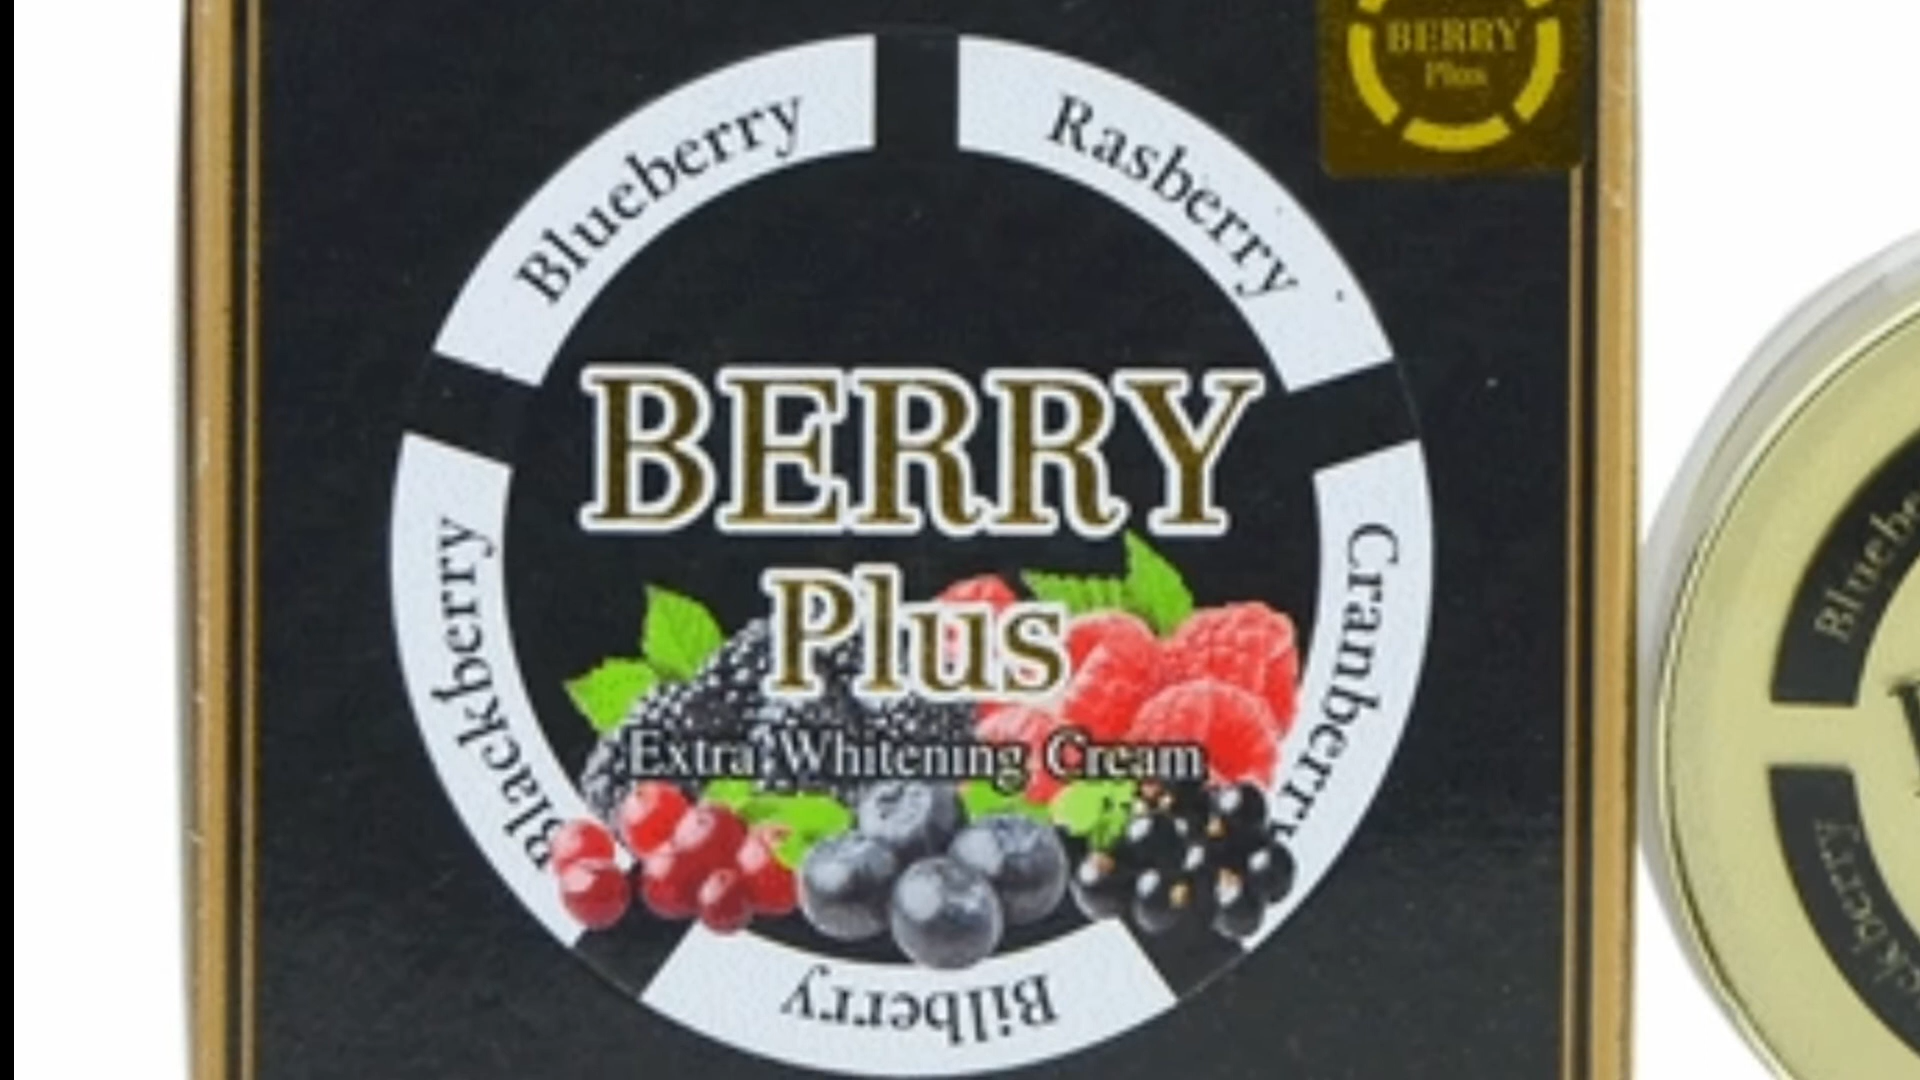 BERRY
Plus
Blueberry
Rasberry
BERRY
Plus
Extra Whitening Cream
Blackberry
Cranberry
Bilberry